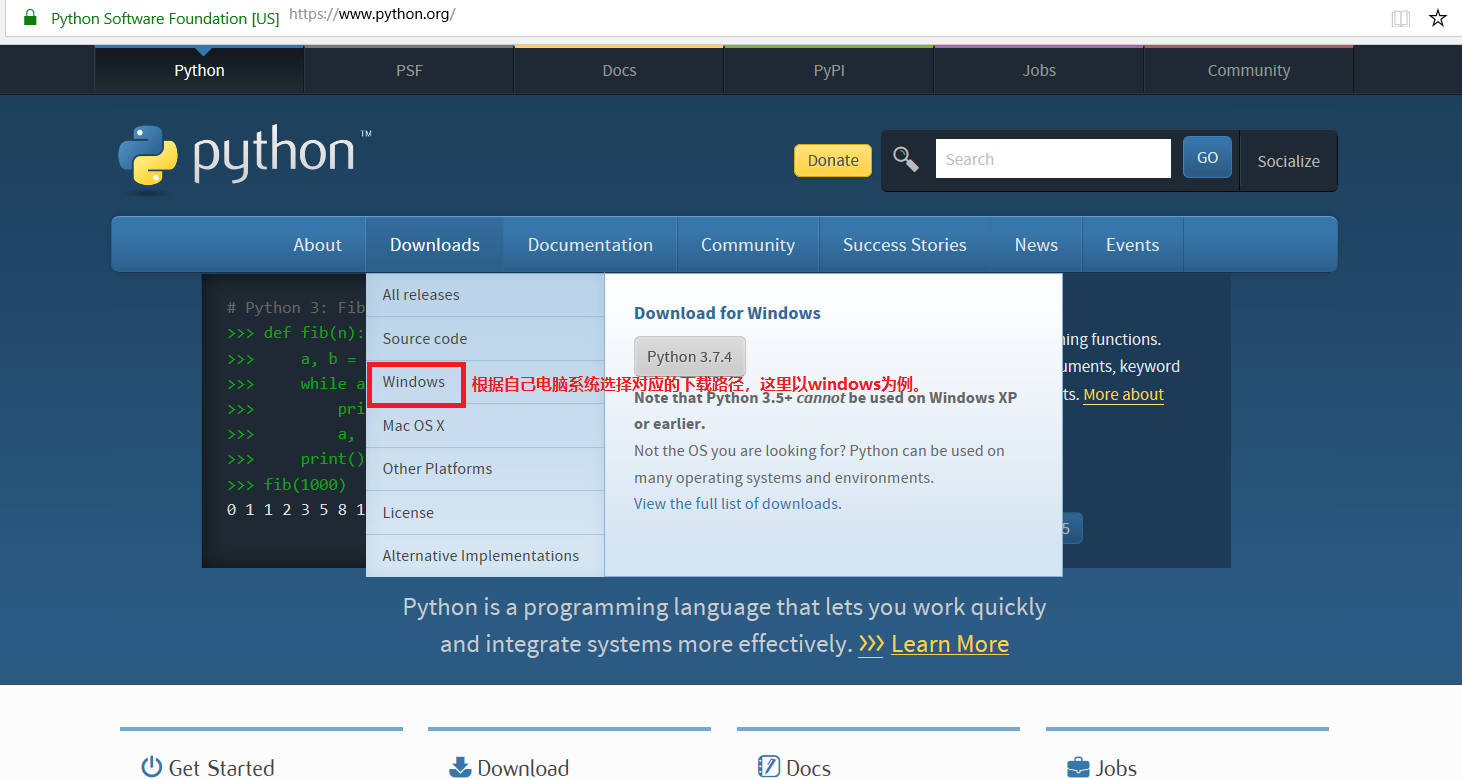 Python Software Foundation [US] https://www.python.org/
Python PSF Docs PyPI Jobs Community
python™
Donate Search GO Socialize
About Downloads Documentation Community Success Stories News Events
# Python 3: Fib
>>> def fib(n):
>>> a, b =
>>> while a
>>> pri
>>> a,
>>> print()
>>> fib(1000)
0 1 1 2 3 5 8 1
All releases
Source code
Windows
Mac OS X
Other Platforms
License
Alternative Implementations
根据自己电脑系统选择对应的下载路径，这里以windows为例。
Download for Windows
Python 3.7.4
Note that Python 3.5+ cannot be used on Windows XP
or earlier.
Not the OS you are looking for? Python can be used on
many operating systems and environments.
View the full list of downloads.
ing functions.
uments, keyword
ts. More about
5
Python is a programming language that lets you work quickly
and integrate systems more effectively. >>> Learn More
Get Started Download Docs Jobs